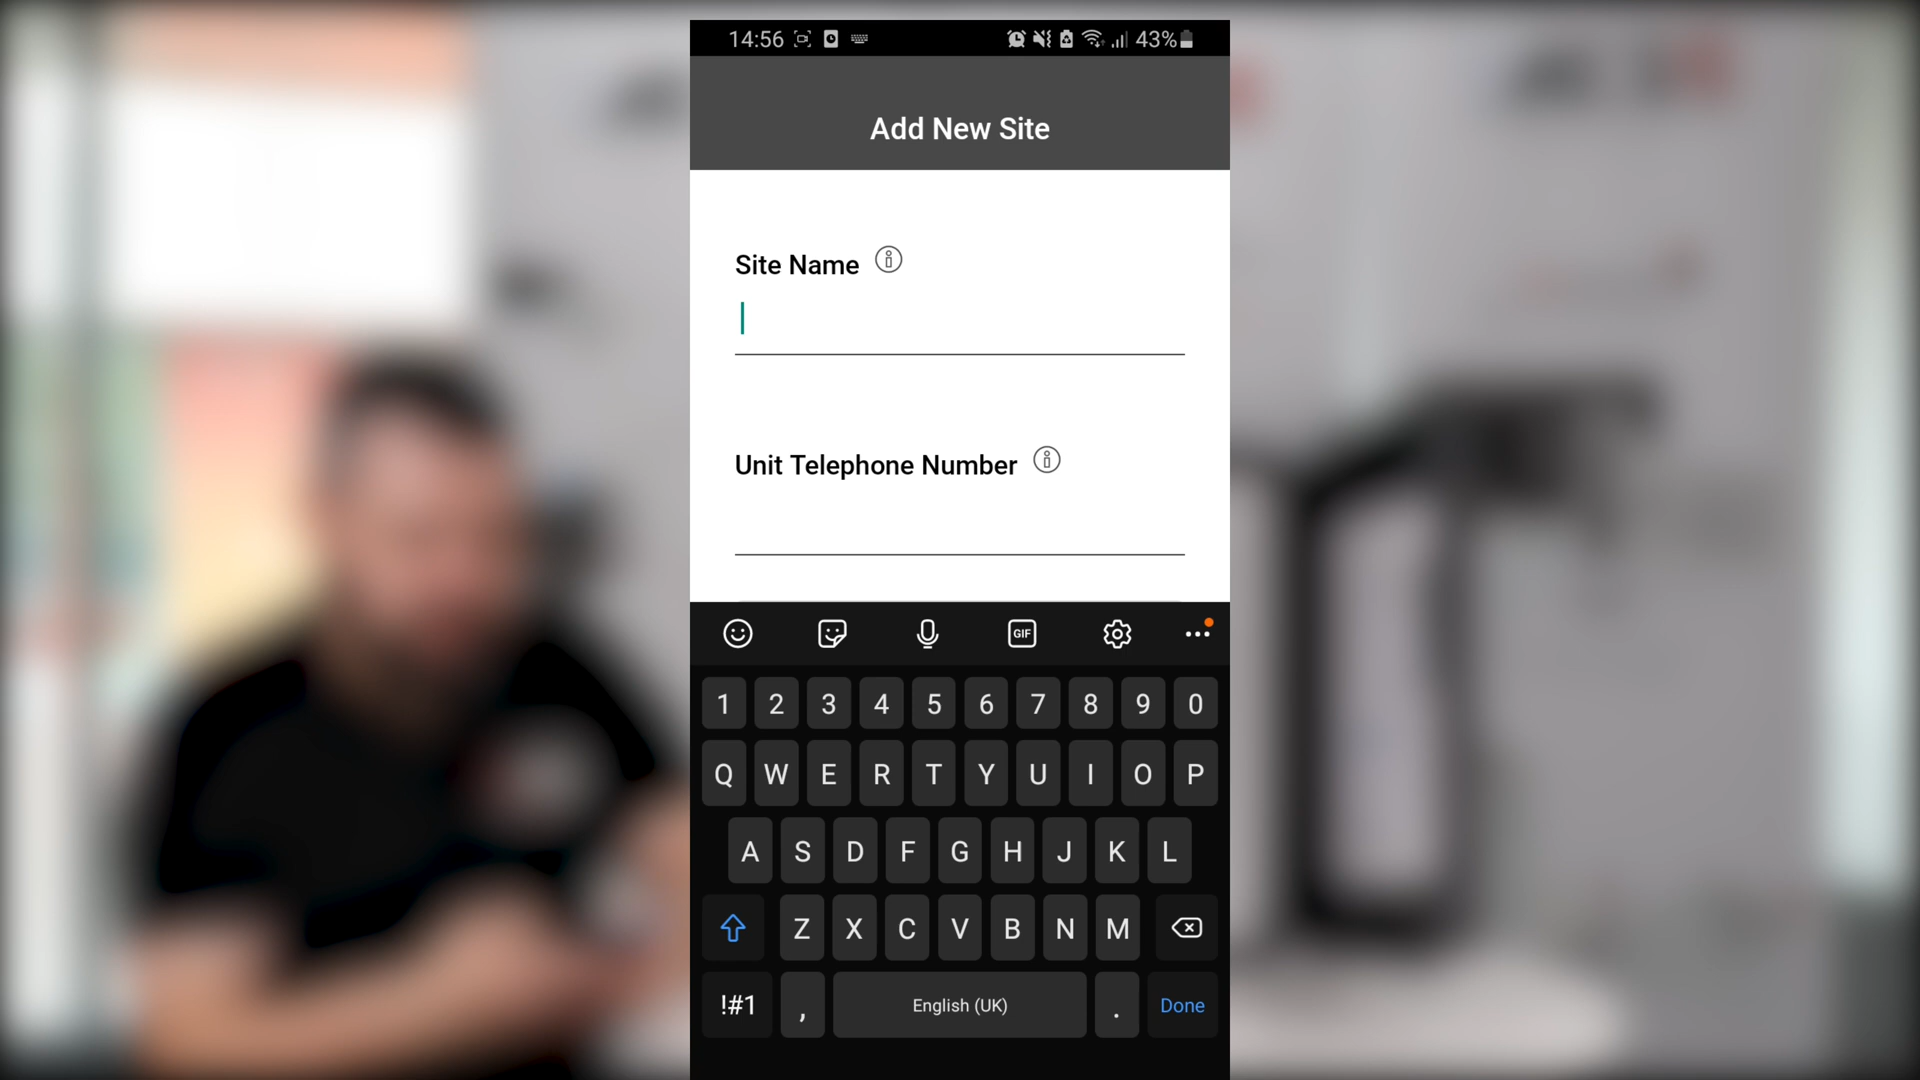 14:56 43%
Add New Site
Site Name
Unit Telephone Number
GIF
1 2 3 4 5 6 7 8 9 0
Q W E R T Y U I O P
A S D F G H J K L
Z X C V B N M
!#1 , English (UK) . Done